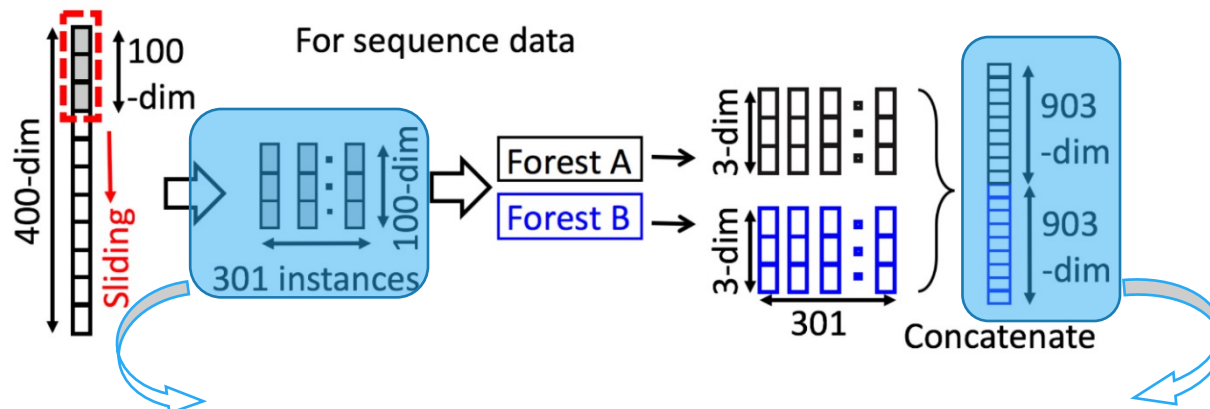 For sequence data
400-dim
100
-dim
Sliding
100-dim
301 instances
Forest A
Forest B
3-dim
3-dim
301
903
-dim
903
-dim
Concatenate